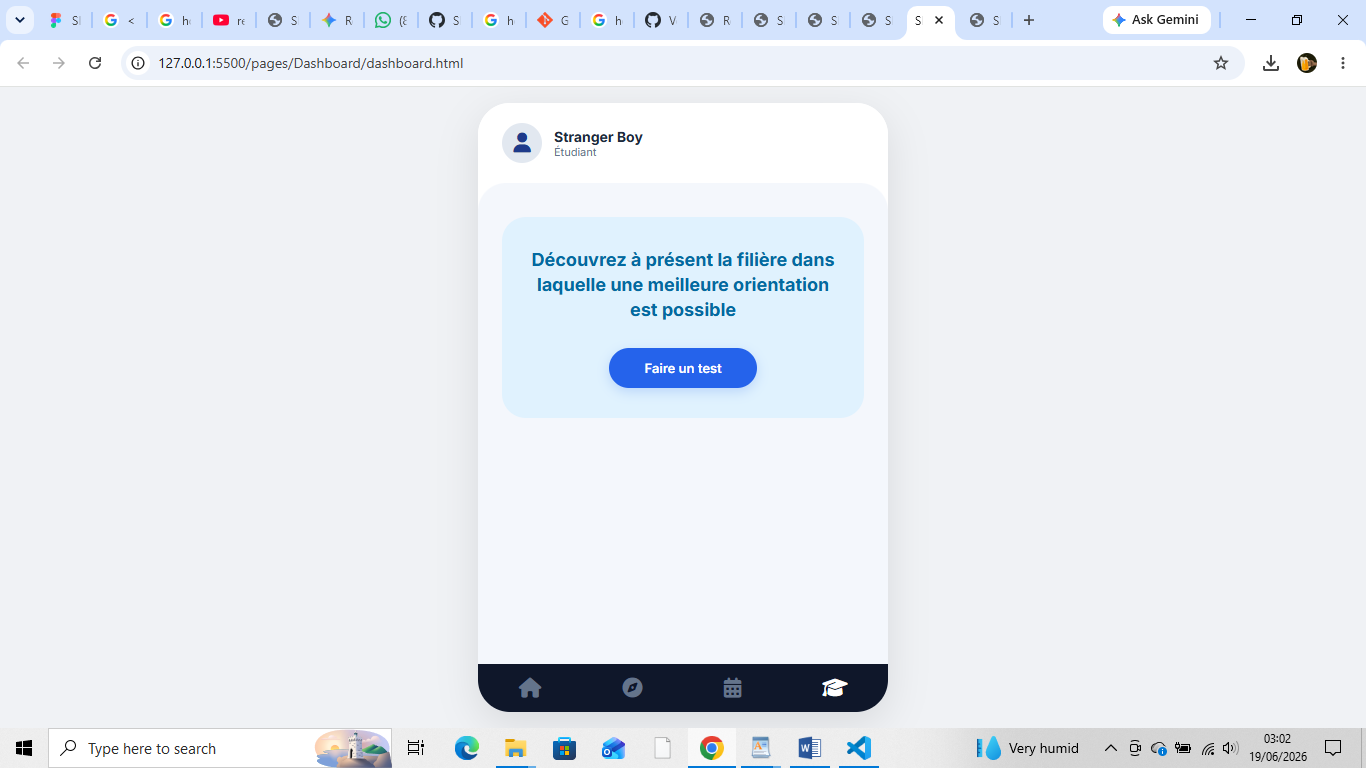 Ask Gemini
127.0.0.1:5500/pages/Dashboard/dashboard.html
Stranger Boy
Étudiant
Découvrez à présent la filière dans
laquelle une meilleure orientation
est possible
Faire un test
Type here to search
Very humid
03:02
19/06/2026